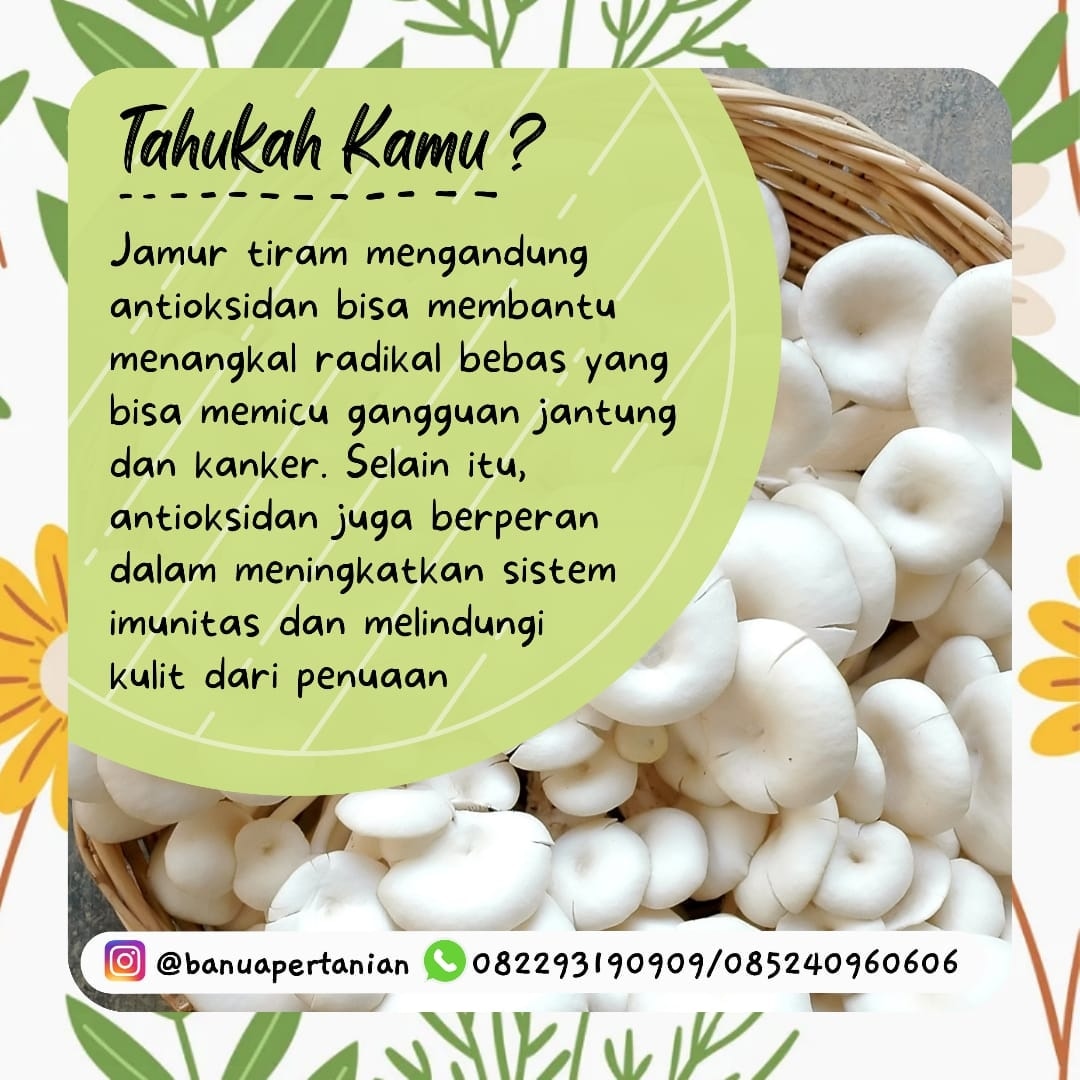 Tahukah Kamu ?
Jamur tiram mengandung
antioksidan bisa membantu
menangkal radikal bebas yang
bisa memicu gangguan jantung
dan kanker. Selain itu,
antioksidan juga berperan
dalam meningkatkan sistem
imunitas dan melindungi
kulit dari penuaan
@banuapertanian 082293190909/085240960606